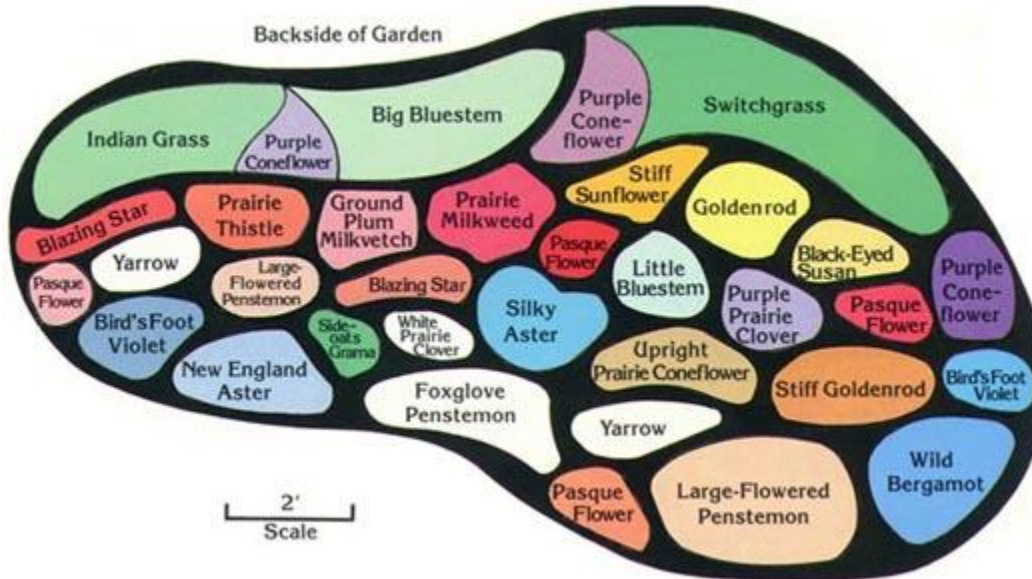 Backside of Garden
Indian Grass
Purple
Coneflower
Big Bluestem
Purple
Cone-
flower
Switchgrass
Blazing Star
Prairie
Thistle
Ground
Plum
Milkvetch
Prairie
Milkweed
Stiff
Sunflower
Goldenrod
Pasque
Flower
Yarrow
Large-
Flowered
Penstemon
Blazing Star
Pasque
Flower
Little
Bluestem
Black-Eyed
Susan
Purple
Prairie
Clover
Pasque
Flower
Purple
Cone-
flower
Bird's Foot
Violet
New England
Aster
Side-
oats
Grama
White
Prairie
Clover
Silky
Aster
Upright
Prairie Coneflower
Stiff Goldenrod
Bird's Foot
Violet
Foxglove
Penstemon
Yarrow
Pasque
Flower
Large-Flowered
Penstemon
Wild
Bergamot
2'
Scale